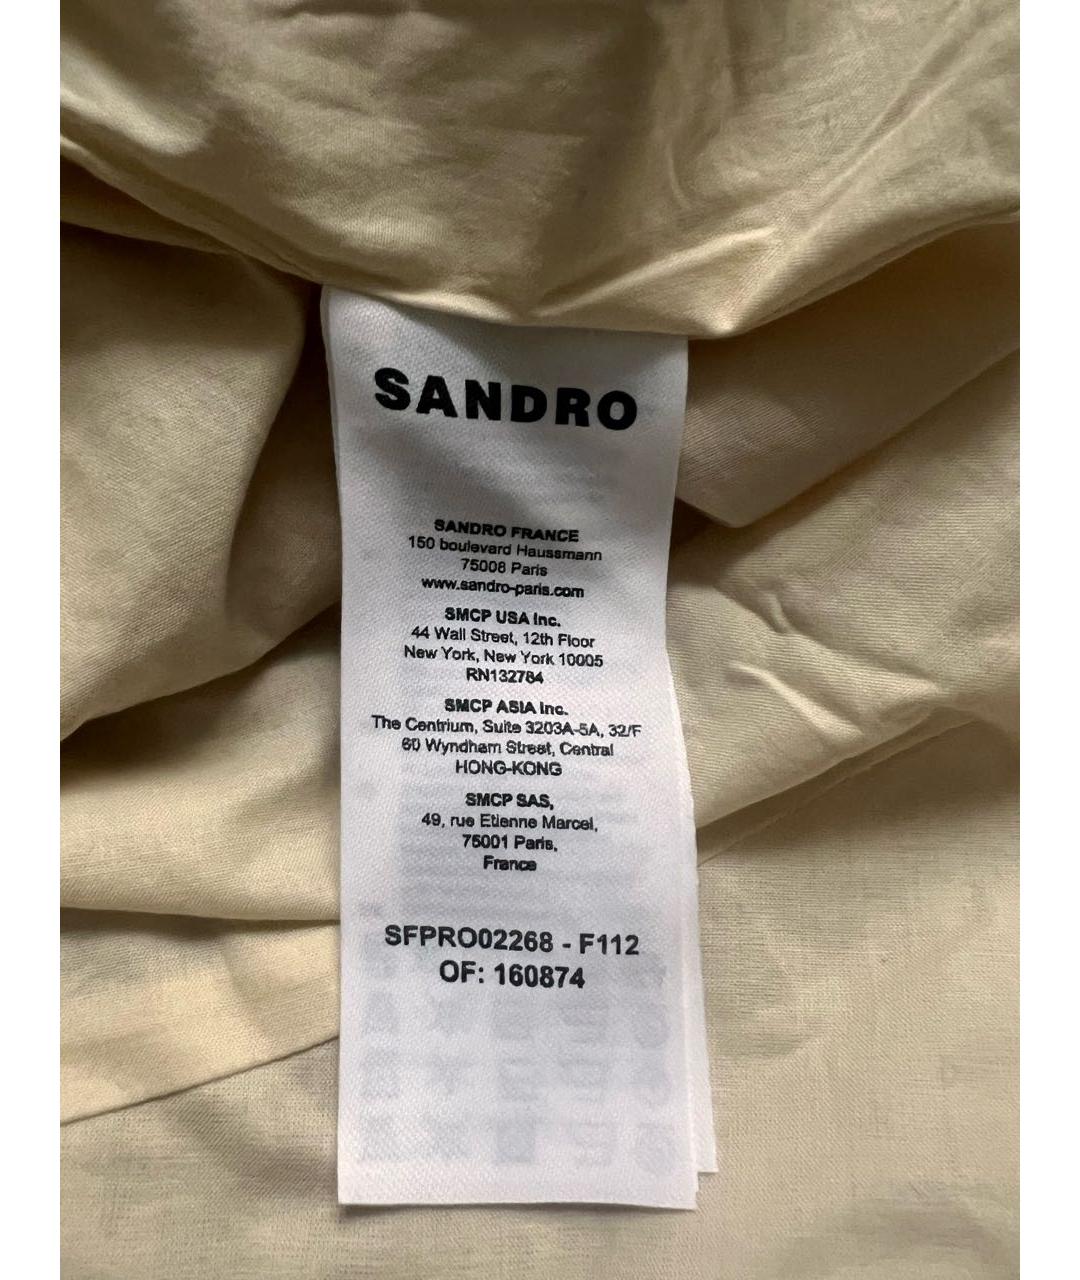 SANDRO
SANDRO FRANCE
150 boulevard Haussmann
75008 Paris
www.sandro-paris.com
SMCP USA Inc.
44 Wall Street, 12th Floor
New York, New York 10005
RN132784
SMCP ASIA Inc.
The Centrium, Suite 3203A-5A, 32/F
60 Wyndham Street, Central
HONG-KONG
SMCP SAS,
49, rue Etienne Marcel,
75001 Paris,
France
SFPRO02268 - F112
OF: 160874